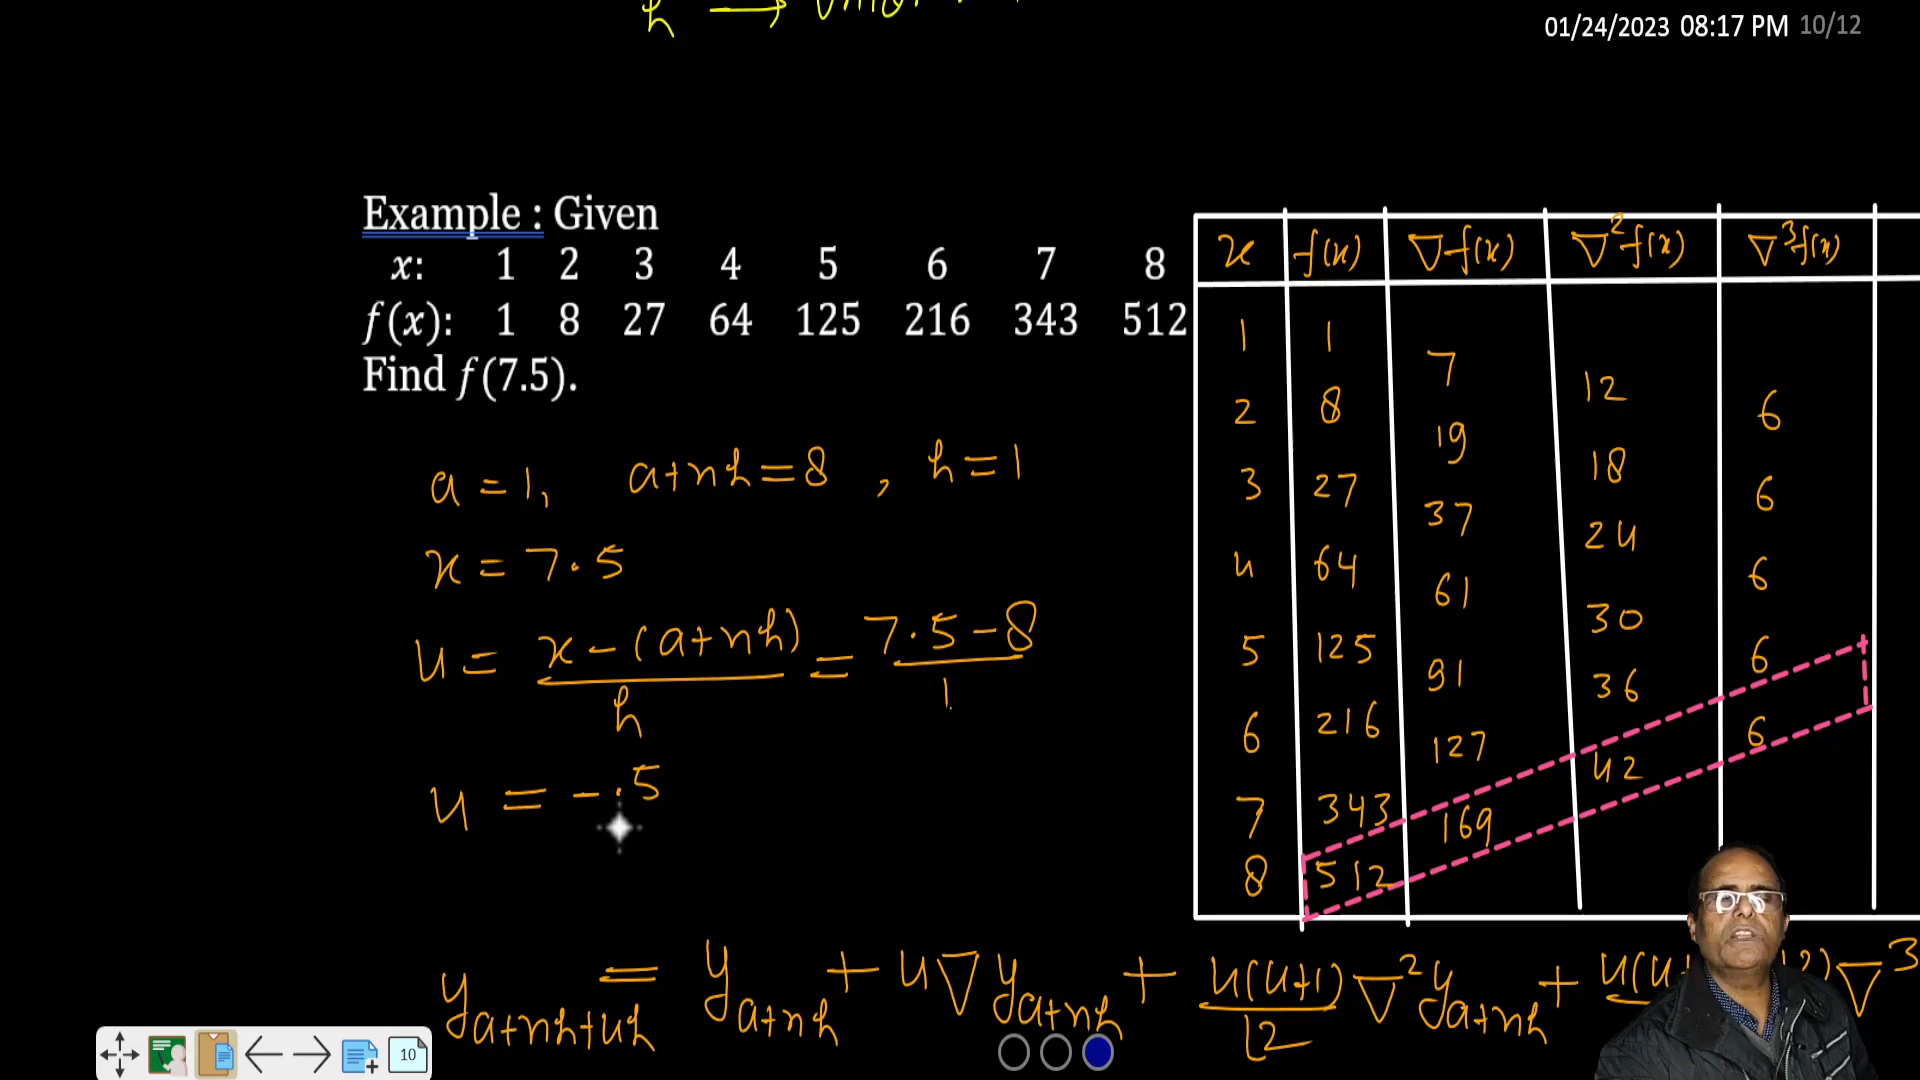 h →
01/24/2023 08:17 PM 10/12
Example : Given
x: 1 2 3 4 5 6 7 8
f(x): 1 8 27 64 125 216 343 512
Find f(7.5).
a = 1, a+nh = 8 , h = 1
x = 7.5
u = x-(a+nh)/h = 7.5-8/1
u = -.5
x f(x) ∇f(x) ∇²f(x) ∇³f(x)
1 1
7
2 8 12
19 6
3 27 18
37 6
4 64 24
61 6
5 125 30
91 6
6 216 36
127 6
7 343 42
169
8 512
y_{a+nh+uh} = y_{a+nh} + u∇y_{a+nh} + u(u+1)/⌊2 ∇²y_{a+nh} + u(u ∇³
10